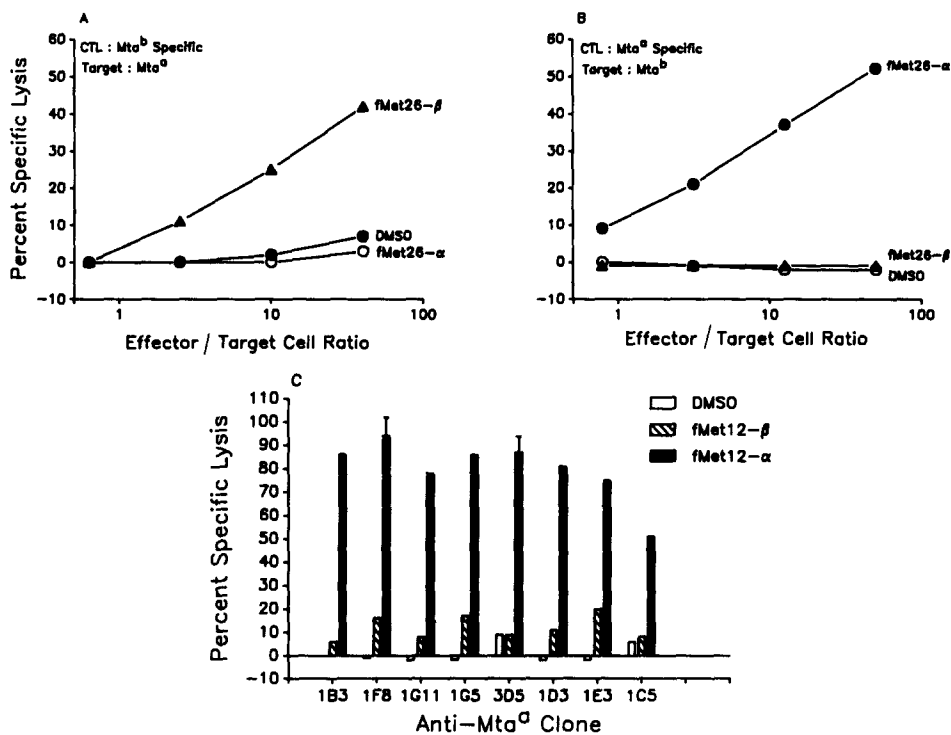 A
CTL : Mta^b Specific
Target : Mta^a
60
50
40
30
20
10
0
-10
Percent Specific Lysis
fMet26-β
DMSO
fMet26-α
1 10 100
Effector / Target Cell Ratio
B
CTL : Mta^a Specific
Target : Mta^b
60
50
40
30
20
10
0
-10
fMet26-α
fMet26-β
DMSO
1 10 100
Effector / Target Cell Ratio
C
110
100
90
80
70
60
50
40
30
20
10
0
-10
Percent Specific Lysis
DMSO
fMet12-β
fMet12-α
1B3 1F8 1G11 1G5 3D5 1D3 1E3 1C5
Anti-Mta^a Clone